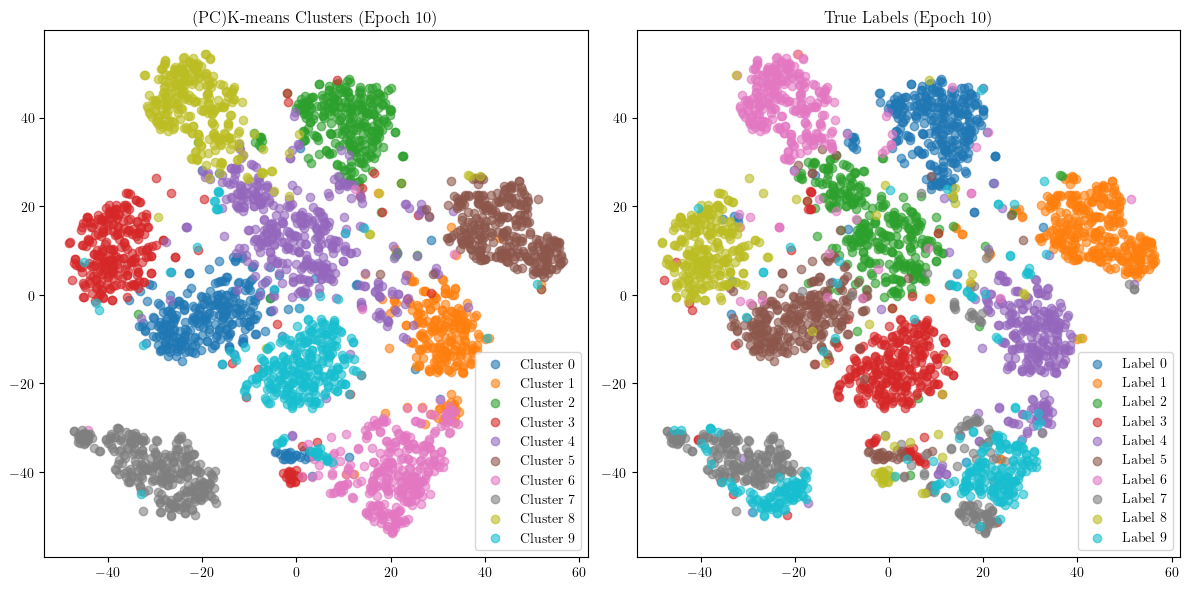 (PC)K-means Clusters (Epoch 10)
40
20
0
−20
−40
−40
−20
0
20
40
60
Cluster 0
Cluster 1
Cluster 2
Cluster 3
Cluster 4
Cluster 5
Cluster 6
Cluster 7
Cluster 8
Cluster 9
True Labels (Epoch 10)
40
20
0
−20
−40
−40
−20
0
20
40
60
Label 0
Label 1
Label 2
Label 3
Label 4
Label 5
Label 6
Label 7
Label 8
Label 9